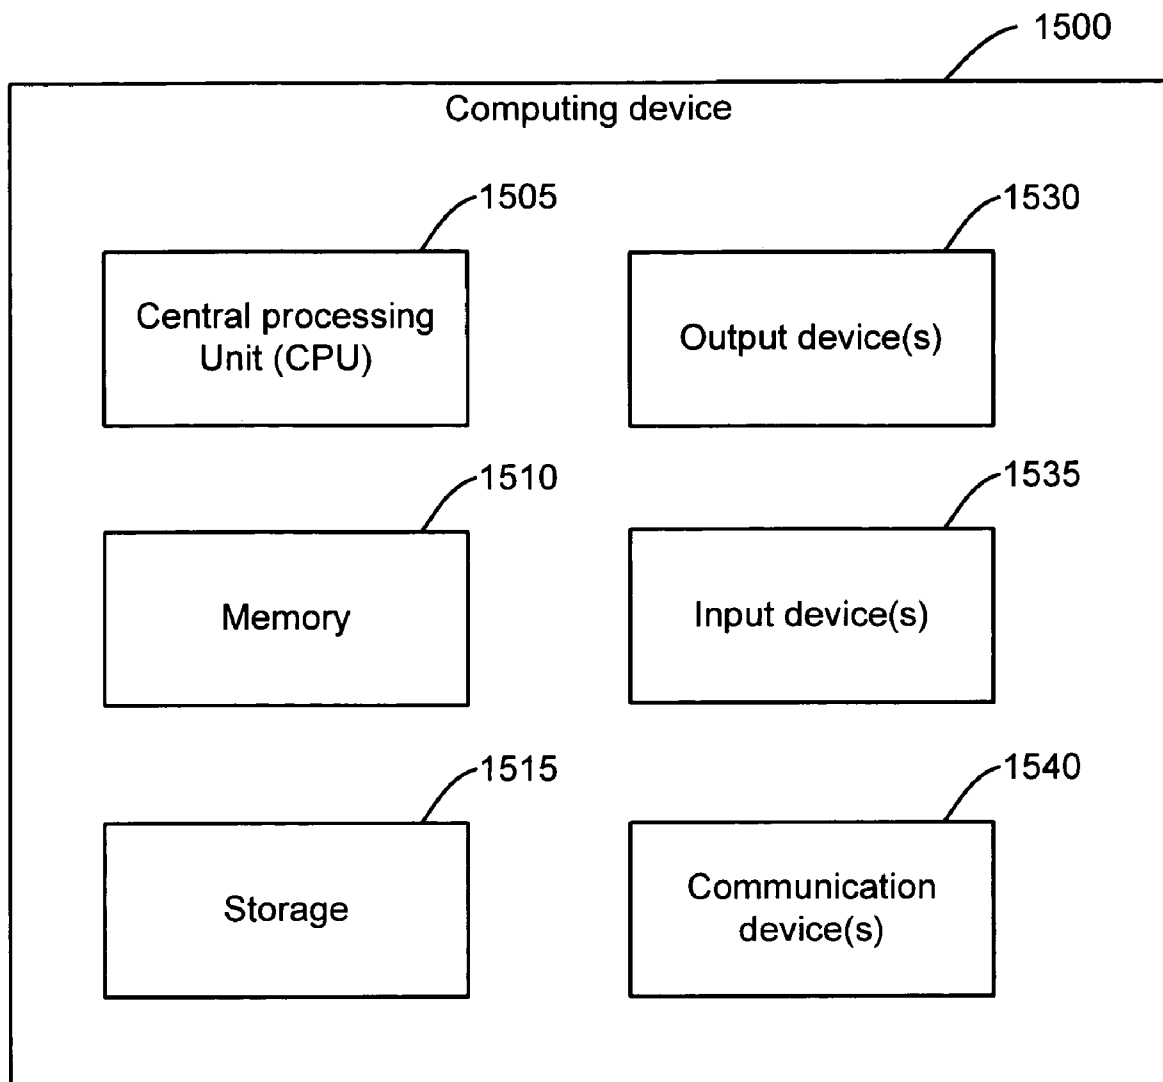 1500
Computing device
1505
1530
Central processing
Unit (CPU)
Output device(s)
1510
1535
Memory
Input device(s)
1515
1540
Storage
Communication
device(s)